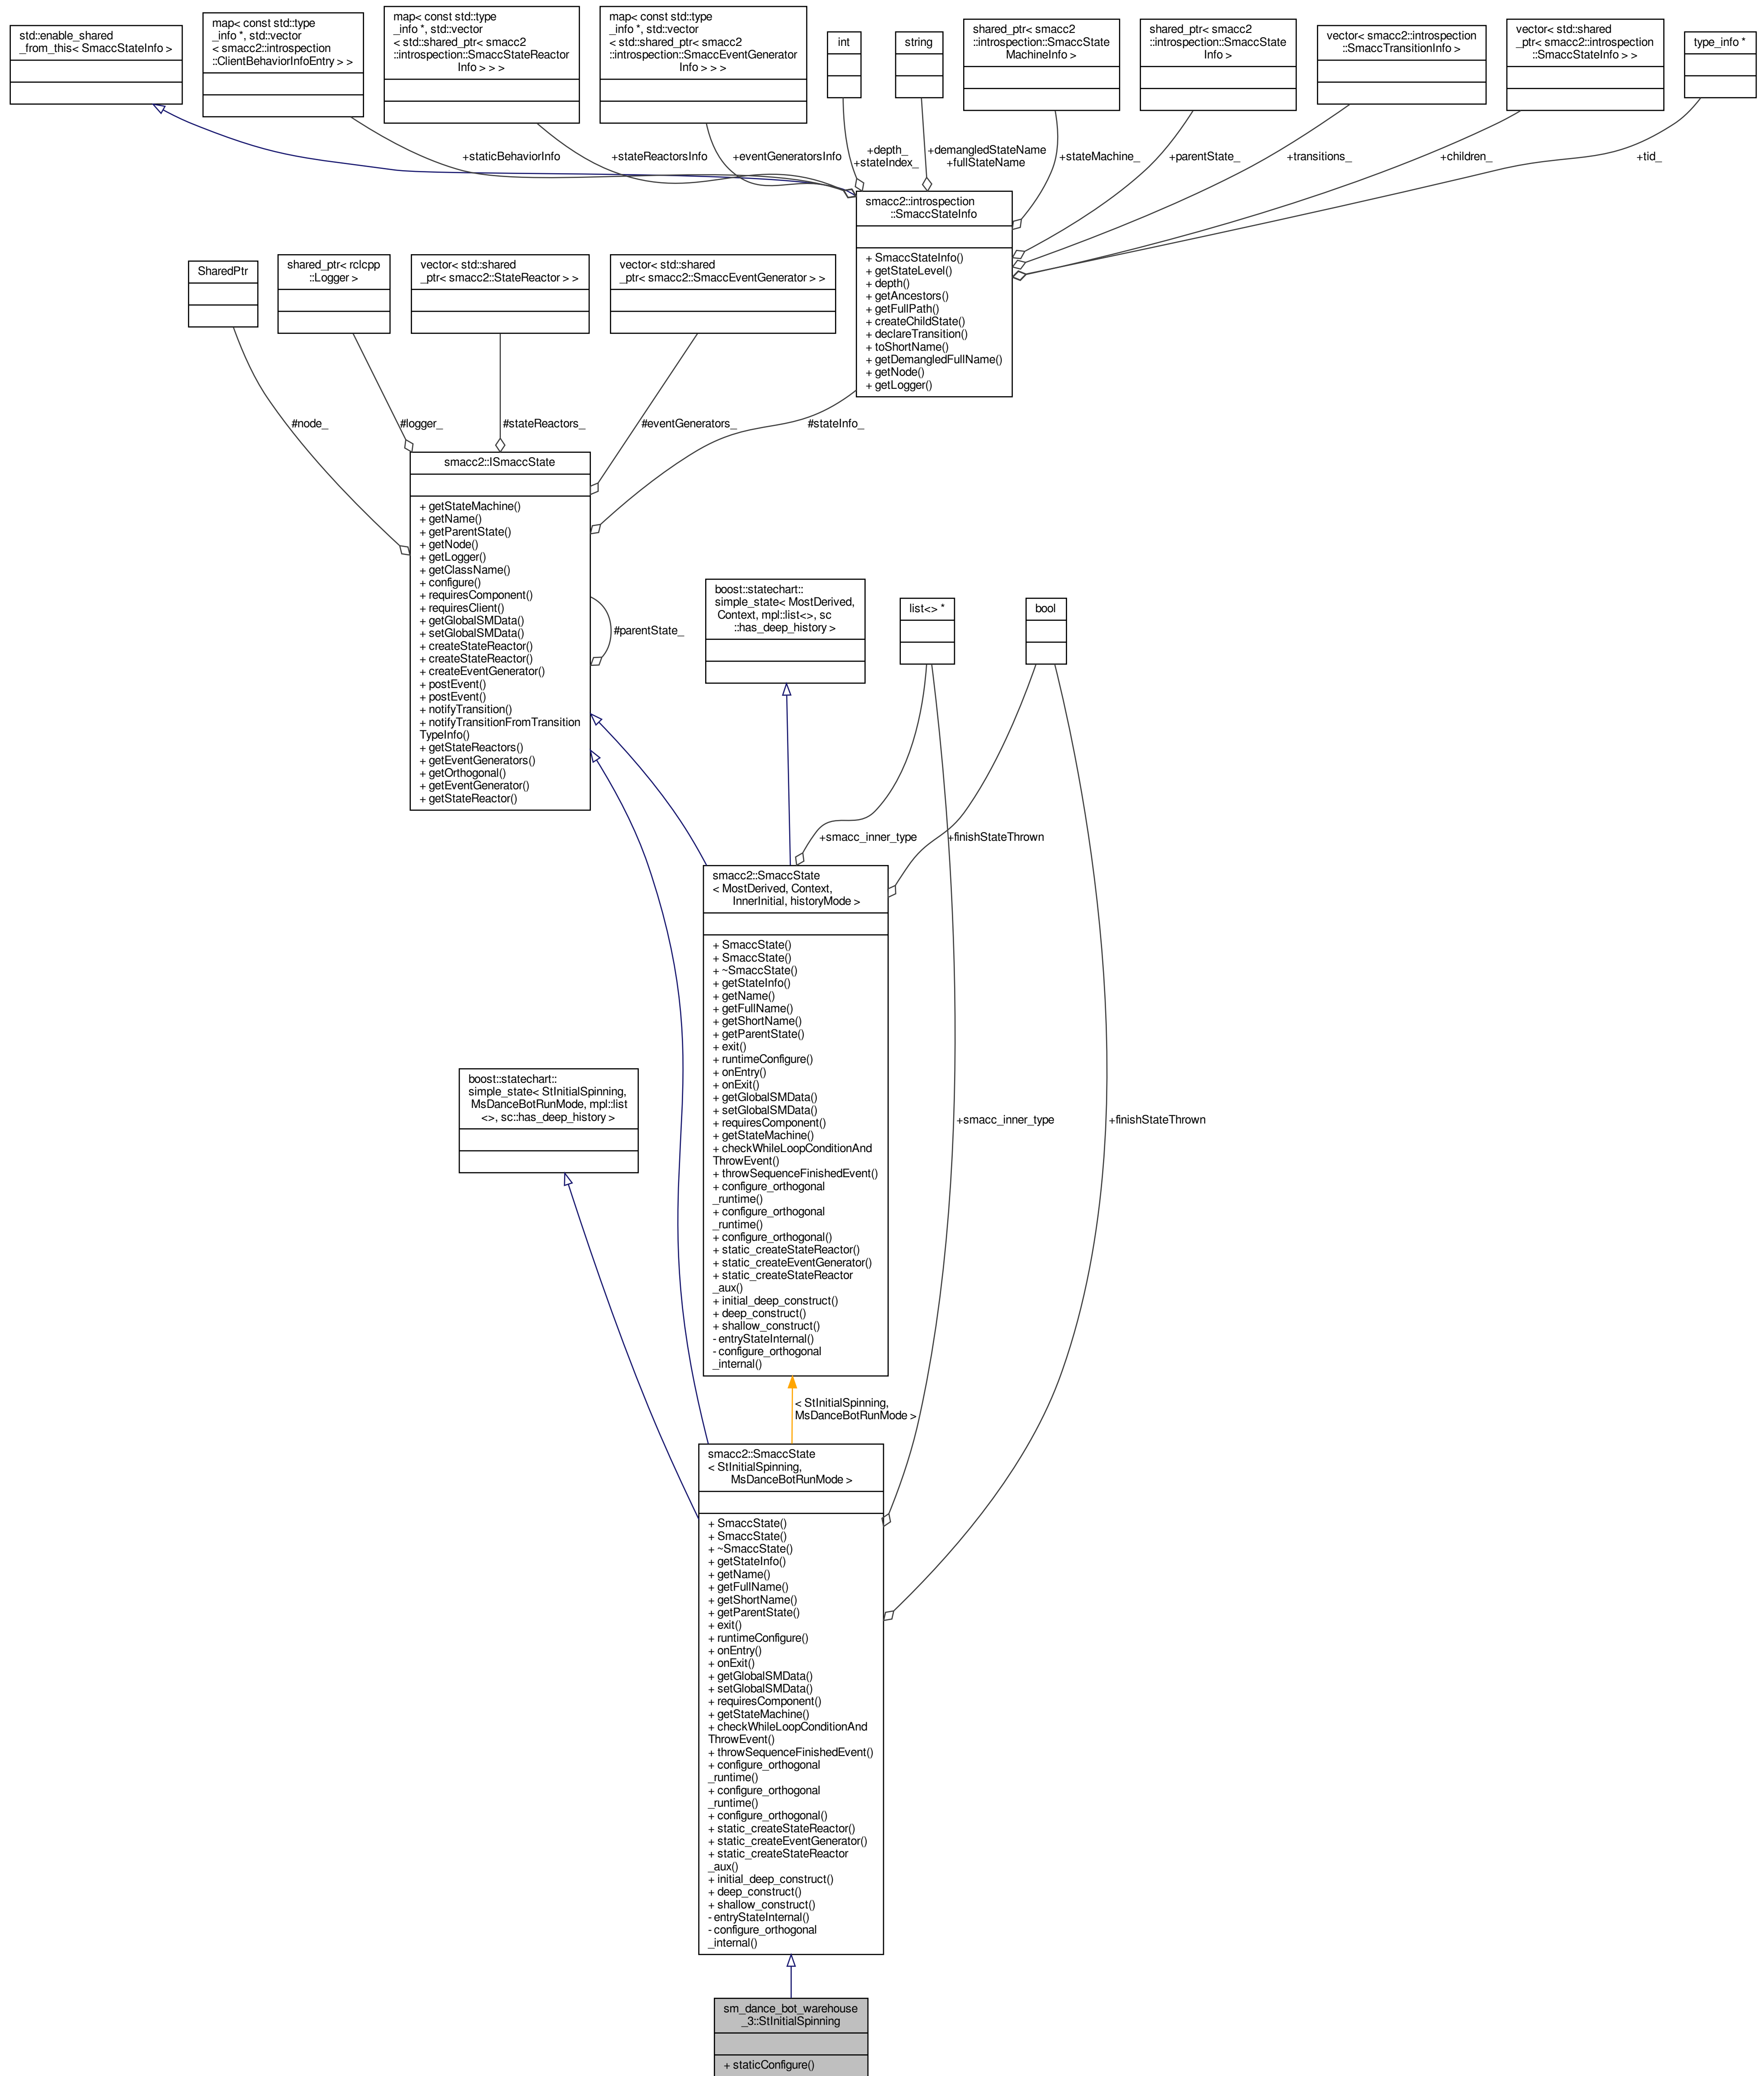 std::enable_shared
_from_this< SmaccStateInfo >
map< const std::type
_info *, std::vector
< smacc2::introspection
::ClientBehaviorInfoEntry > >
map< const std::type
_info *, std::vector
< std::shared_ptr< smacc2
::introspection::SmaccStateReactor
Info > > >
map< const std::type
_info *, std::vector
< std::shared_ptr< smacc2
::introspection::SmaccEventGenerator
Info > > >
int
string
shared_ptr< smacc2
::introspection::SmaccState
MachineInfo >
shared_ptr< smacc2
::introspection::SmaccState
Info >
vector< smacc2::introspection
::SmaccTransitionInfo >
vector< std::shared
_ptr< smacc2::introspection
::SmaccStateInfo > >
type_info *
+staticBehaviorInfo
+stateReactorsInfo
+eventGeneratorsInfo
+depth_
+stateIndex_
+demangledStateName
+fullStateName
+stateMachine_
+parentState_
+transitions_
+children_
+tid_
smacc2::introspection
::SmaccStateInfo
+ SmaccStateInfo()
+ getStateLevel()
+ depth()
+ getAncestors()
+ getFullPath()
+ createChildState()
+ declareTransition()
+ toShortName()
+ getDemangledFullName()
+ getNode()
+ getLogger()
SharedPtr
shared_ptr< rclcpp
::Logger >
vector< std::shared
_ptr< smacc2::StateReactor > >
vector< std::shared
_ptr< smacc2::SmaccEventGenerator > >
#node_
#logger_
#stateReactors_
#eventGenerators_
#stateInfo_
smacc2::ISmaccState
+ getStateMachine()
+ getName()
+ getParentState()
+ getNode()
+ getLogger()
+ getClassName()
+ configure()
+ requiresComponent()
+ requiresClient()
+ getGlobalSMData()
+ setGlobalSMData()
+ createStateReactor()
+ createStateReactor()
+ createEventGenerator()
+ postEvent()
+ postEvent()
+ notifyTransition()
+ notifyTransitionFromTransition
TypeInfo()
+ getStateReactors()
+ getEventGenerators()
+ getOrthogonal()
+ getEventGenerator()
+ getStateReactor()
#parentState_
boost::statechart::
simple_state< MostDerived,
Context, mpl::list<>, sc
::has_deep_history >
list<> *
bool
+smacc_inner_type
+finishStateThrown
smacc2::SmaccState
< MostDerived, Context,
InnerInitial, historyMode >
+ SmaccState()
+ SmaccState()
+ ~SmaccState()
+ getStateInfo()
+ getName()
+ getFullName()
+ getShortName()
+ getParentState()
+ exit()
+ runtimeConfigure()
+ onEntry()
+ onExit()
+ getGlobalSMData()
+ setGlobalSMData()
+ requiresComponent()
+ getStateMachine()
+ checkWhileLoopConditionAnd
ThrowEvent()
+ throwSequenceFinishedEvent()
+ configure_orthogonal
_runtime()
+ configure_orthogonal
_runtime()
+ configure_orthogonal()
+ static_createStateReactor()
+ static_createEventGenerator()
+ static_createStateReactor
_aux()
+ initial_deep_construct()
+ deep_construct()
+ shallow_construct()
- entryStateInternal()
- configure_orthogonal
_internal()
boost::statechart::
simple_state< StInitialSpinning,
MsDanceBotRunMode, mpl::list
<>, sc::has_deep_history >
+smacc_inner_type
+finishStateThrown
< StInitialSpinning,
MsDanceBotRunMode >
smacc2::SmaccState
< StInitialSpinning,
MsDanceBotRunMode >
+ SmaccState()
+ SmaccState()
+ ~SmaccState()
+ getStateInfo()
+ getName()
+ getFullName()
+ getShortName()
+ getParentState()
+ exit()
+ runtimeConfigure()
+ onEntry()
+ onExit()
+ getGlobalSMData()
+ setGlobalSMData()
+ requiresComponent()
+ getStateMachine()
+ checkWhileLoopConditionAnd
ThrowEvent()
+ throwSequenceFinishedEvent()
+ configure_orthogonal
_runtime()
+ configure_orthogonal
_runtime()
+ configure_orthogonal()
+ static_createStateReactor()
+ static_createEventGenerator()
+ static_createStateReactor
_aux()
+ initial_deep_construct()
+ deep_construct()
+ shallow_construct()
- entryStateInternal()
- configure_orthogonal
_internal()
sm_dance_bot_warehouse
_3::StInitialSpinning
+ staticConfigure()